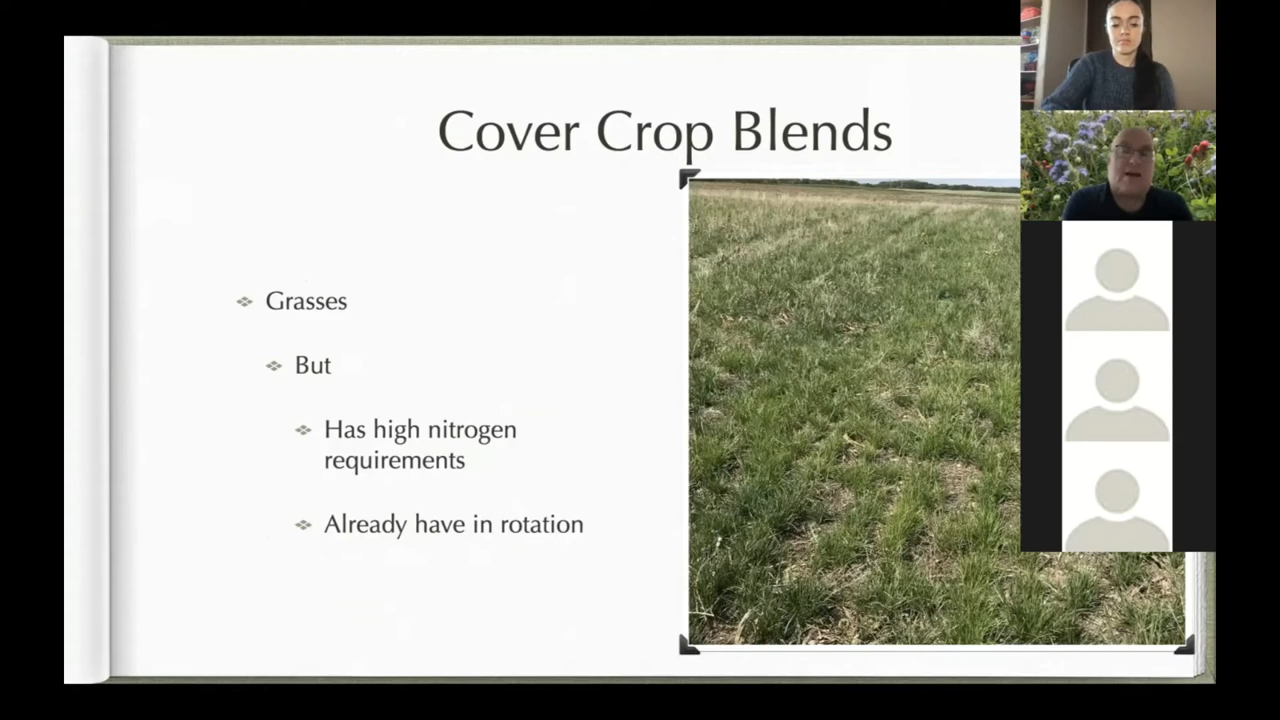 Cover Crop Blends
Grasses
But
Has high nitrogen
requirements
Already have in rotation